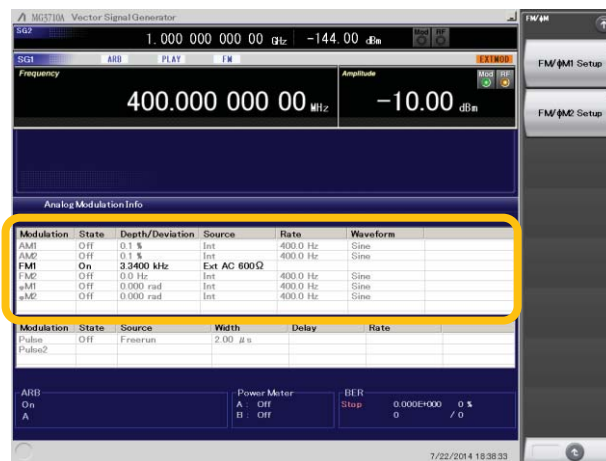 MG3710A Vector Signal Generator
SG2
1. 000 000 000 00 GHz -144. 00 dBm Mod RF
SG1 ARB PLAY FM EXTMOD
Frequency Amplitude Mod RF
400.000 000 00 MHz -10.00 dBm
Analog Modulation Info
Modulation State Depth/Deviation Source Rate Waveform
AM1 Off 0.1 % Int 400.0 Hz Sine
AM2 Off 0.1 % Int 400.0 Hz Sine
FM1 On 3.3400 kHz Ext AC 600Ω
FM2 Off 0.0 Hz Int 400.0 Hz Sine
φM1 Off 0.000 rad Int 400.0 Hz Sine
φM2 Off 0.000 rad Int 400.0 Hz Sine
Modulation State Source Width Delay Rate
Pulse Off Freerun 2.00 μs
Pulse2
ARB
On
A
Power Meter
A : Off
B : Off
BER
Stop 0.000E+000 0 %
0 / 0
7/22/2014 18:38:33
FM/φM
FM/φM1 Setup
FM/φM2 Setup